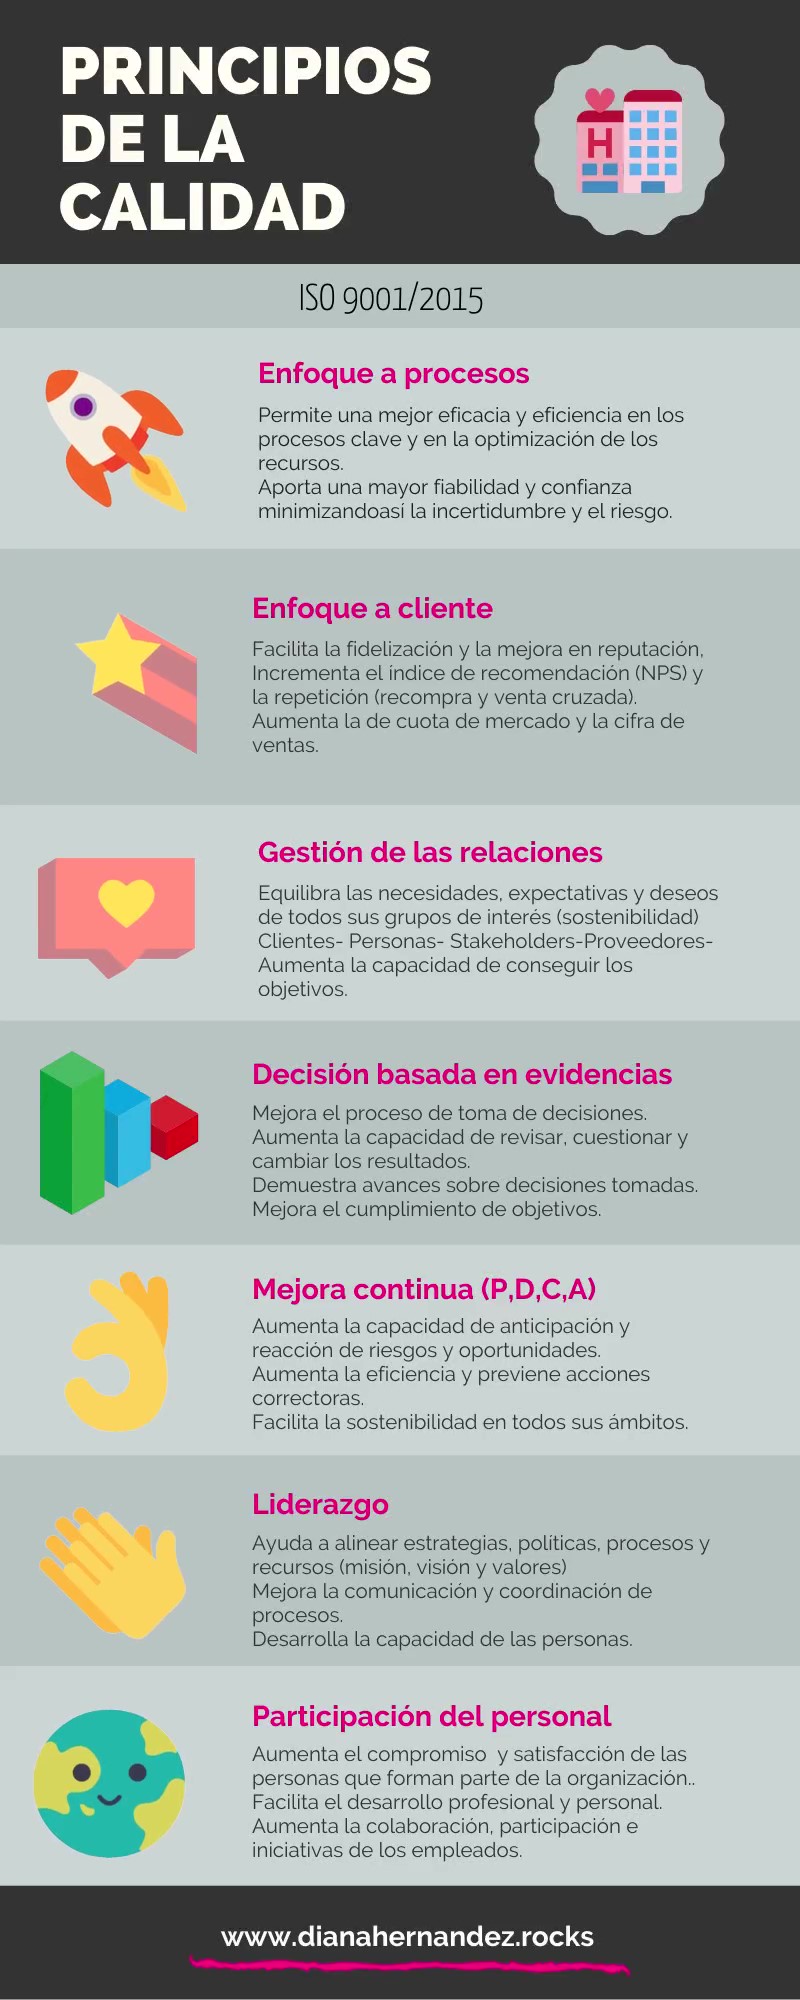 PRINCIPIOS
DE LA
CALIDAD
H
ISO 9001/2015
Enfoque a procesos
Permite una mejor eficacia y eficiencia en los
procesos clave y en la optimización de los
recursos.
Aporta una mayor fiabilidad y confianza
minimizandoasí la incertidumbre y el riesgo.
Enfoque a cliente
Facilita la fidelización y la mejora en reputación,
Incrementa el índice de recomendación (NPS) y
la repetición (recompra y venta cruzada).
Aumenta la de cuota de mercado y la cifra de
ventas.
Gestión de las relaciones
Equilibra las necesidades, expectativas y deseos
de todos sus grupos de interés (sostenibilidad)
Clientes- Personas- Stakeholders-Proveedores-
Aumenta la capacidad de conseguir los
objetivos.
Decisión basada en evidencias
Mejora el proceso de toma de decisiones.
Aumenta la capacidad de revisar, cuestionar y
cambiar los resultados.
Demuestra avances sobre decisiones tomadas.
Mejora el cumplimiento de objetivos.
Mejora continua (P,D,C,A)
Aumenta la capacidad de anticipación y
reacción de riesgos y oportunidades.
Aumenta la eficiencia y previene acciones
correctoras.
Facilita la sostenibilidad en todos sus ámbitos.
Liderazgo
Ayuda a alinear estrategias, políticas, procesos y
recursos (misión, visión y valores)
Mejora la comunicación y coordinación de
procesos.
Desarrolla la capacidad de las personas.
Participación del personal
Aumenta el compromiso  y satisfacción de las
personas que forman parte de la organización..
Facilita el desarrollo profesional y personal.
Aumenta la colaboración, participación e
iniciativas de los empleados.
www.dianahernandez.rocks